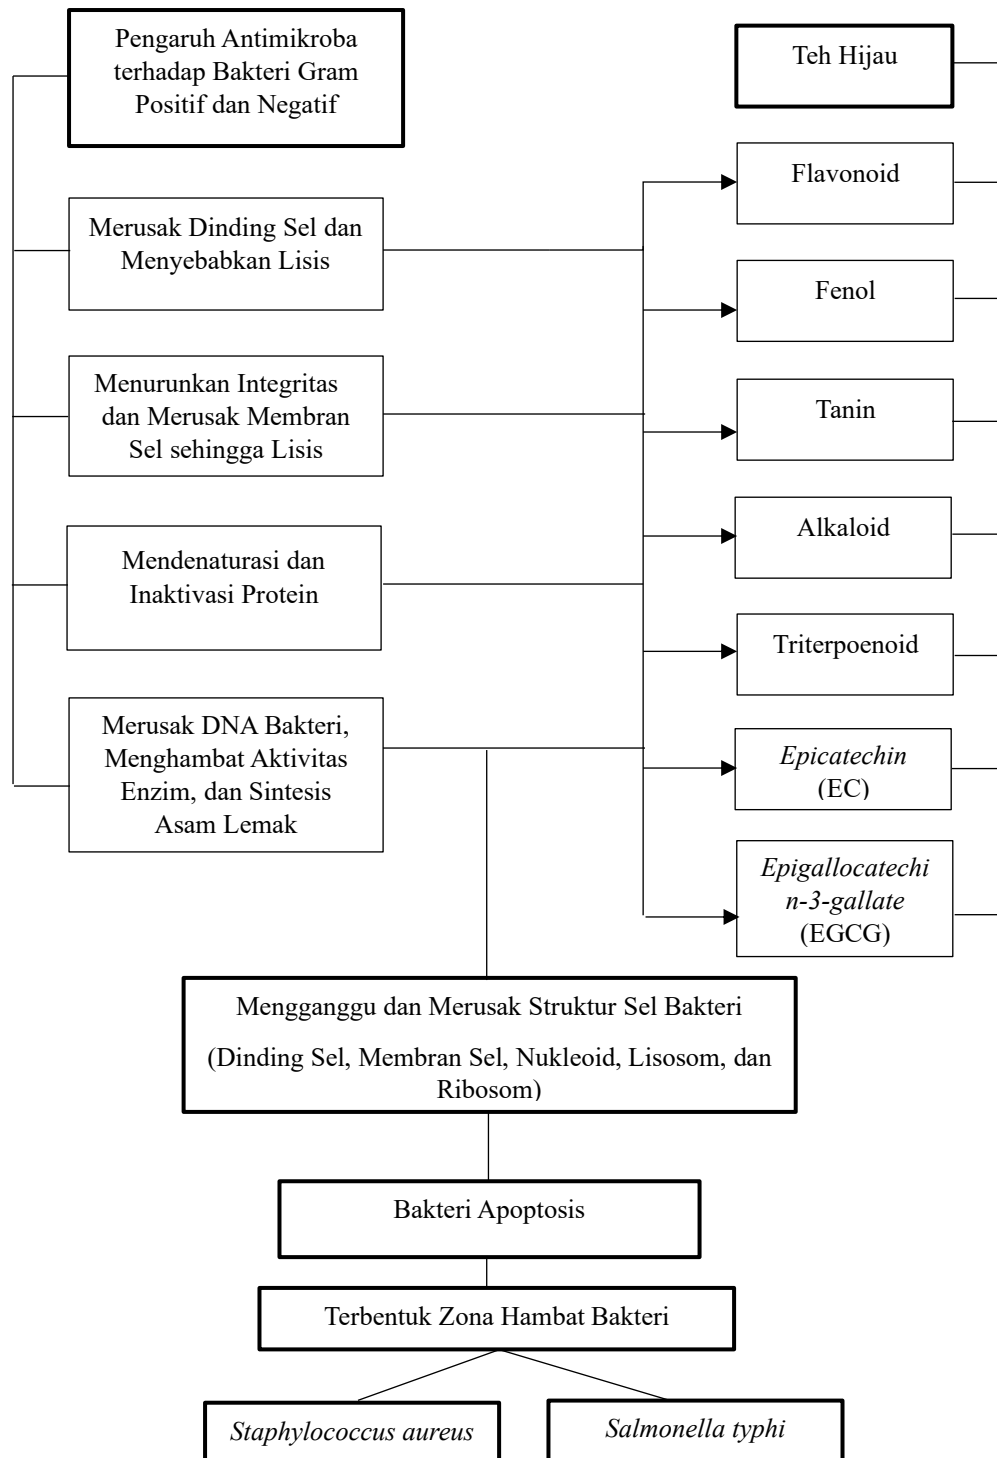 Pengaruh Antimikroba
terhadap Bakteri Gram
Positif dan Negatif
Merusak Dinding Sel dan
Menyebabkan Lisis
Menurunkan Integritas
dan Merusak Membran
Sel sehingga Lisis
Mendenaturasi dan
Inaktivasi Protein
Merusak DNA Bakteri,
Menghambat Aktivitas
Enzim, dan Sintesis
Asam Lemak
Teh Hijau
Flavonoid
Fenol
Tanin
Alkaloid
Triterpoenoid
Epicatechin
(EC)
Epigallocatechi
n-3-gallate
(EGCG)
Mengganggu dan Merusak Struktur Sel Bakteri
(Dinding Sel, Membran Sel, Nukleoid, Lisosom, dan
Ribosom)
Bakteri Apoptosis
Terbentuk Zona Hambat Bakteri
Staphylococcus aureus
Salmonella typhi